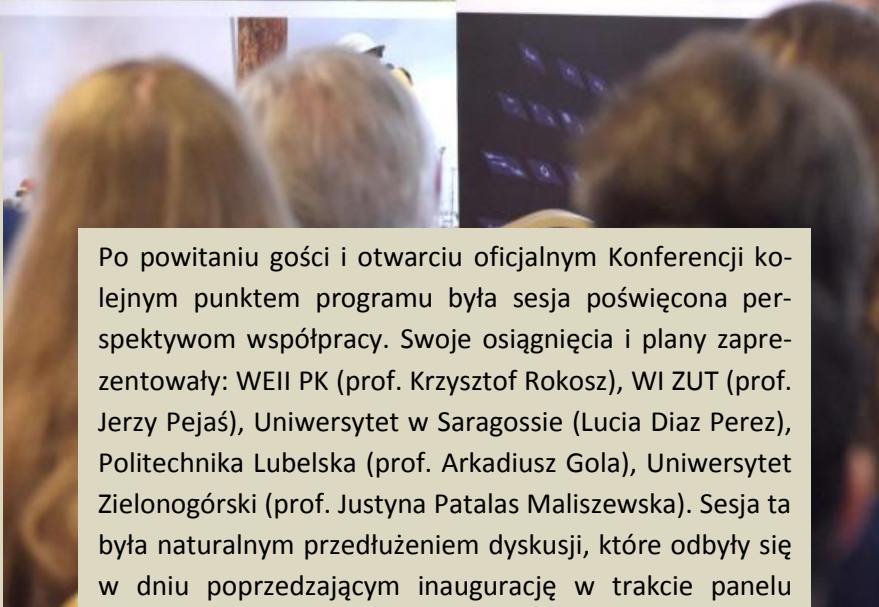 Po powitaniu gości i otwarciu oficjalnym Konferencji ko-
lejnym punktem programu była sesja poświęcona per-
spektywom współpracy. Swoje osiągnięcia i plany zapre-
zentowały: WEII PK (prof. Krzysztof Rokosz), WI ZUT (prof.
Jerzy Pejaś), Uniwersytet w Saragossie (Lucia Diaz Perez),
Politechnika Lubelska (prof. Arkadiusz Gola), Uniwersytet
Zielonogórski (prof. Justyna Patalas Maliszewska). Sesja ta
była naturalnym przedłużeniem dyskusji, które odbyły się
w dniu poprzedzającym inaugurację w trakcie panelu